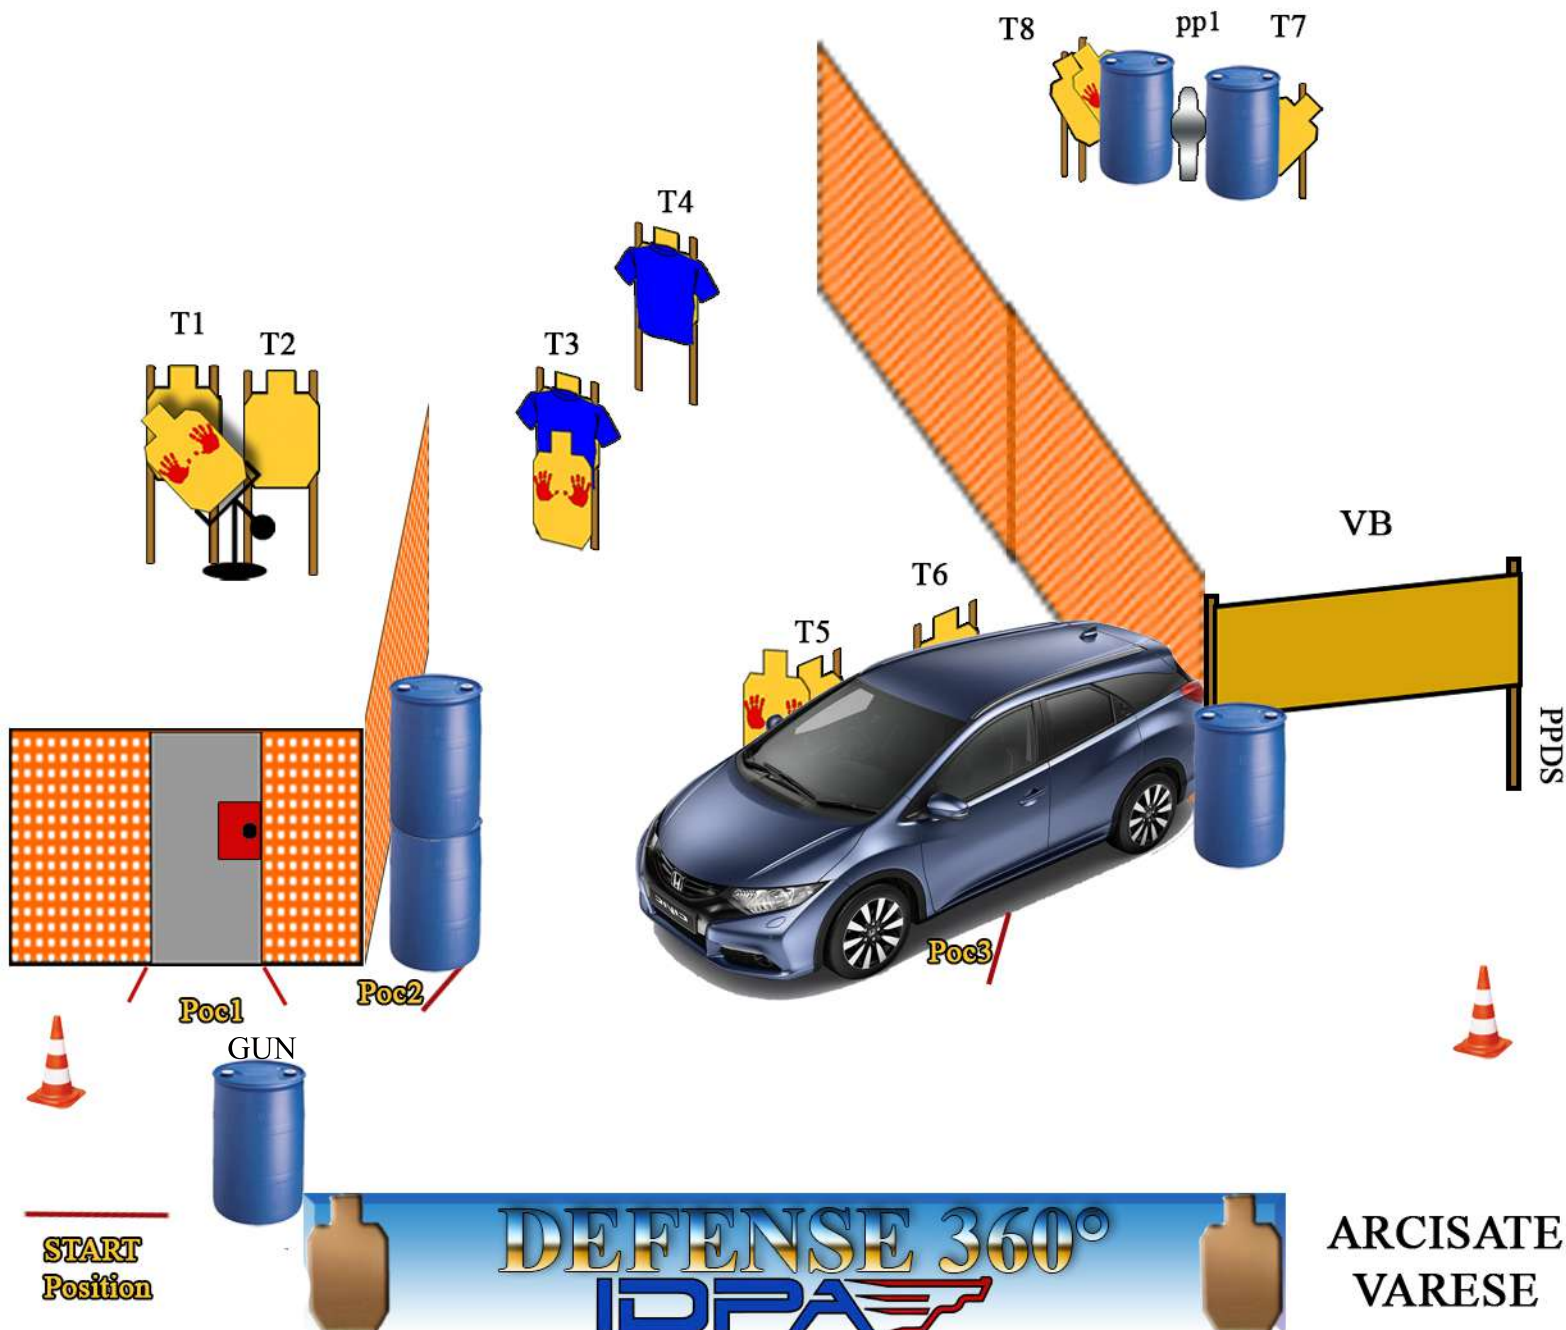 T8
pp1
T7
T4
T1
T2
T3
VB
T6
T5
PPDS
Poc3
Poc2
Poc1
GUN
START
Position
DEFENSE 360°
IDPA
ARCISATE
VARESE